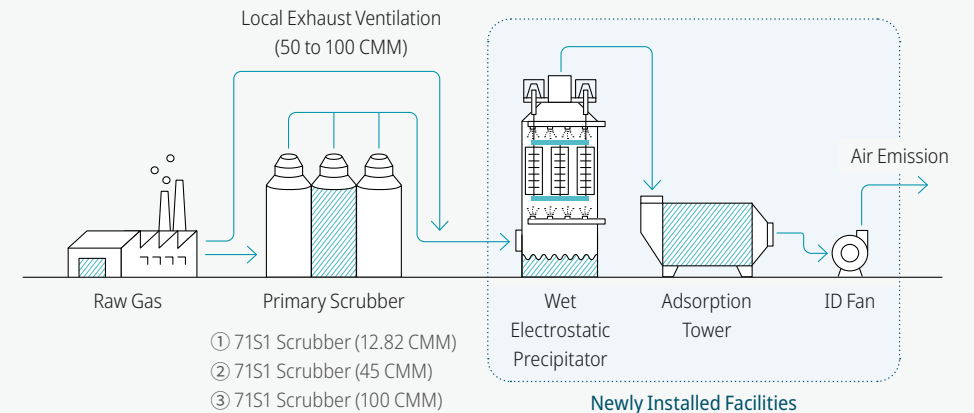 Local Exhaust Ventilation
(50 to 100 CMM)
Air Emission
Raw Gas
Primary Scrubber
① 71S1 Scrubber (12.82 CMM)
② 71S1 Scrubber (45 CMM)
③ 71S1 Scrubber (100 CMM)
Wet
Electrostatic
Precipitator
Adsorption
Tower
ID Fan
Newly Installed Facilities